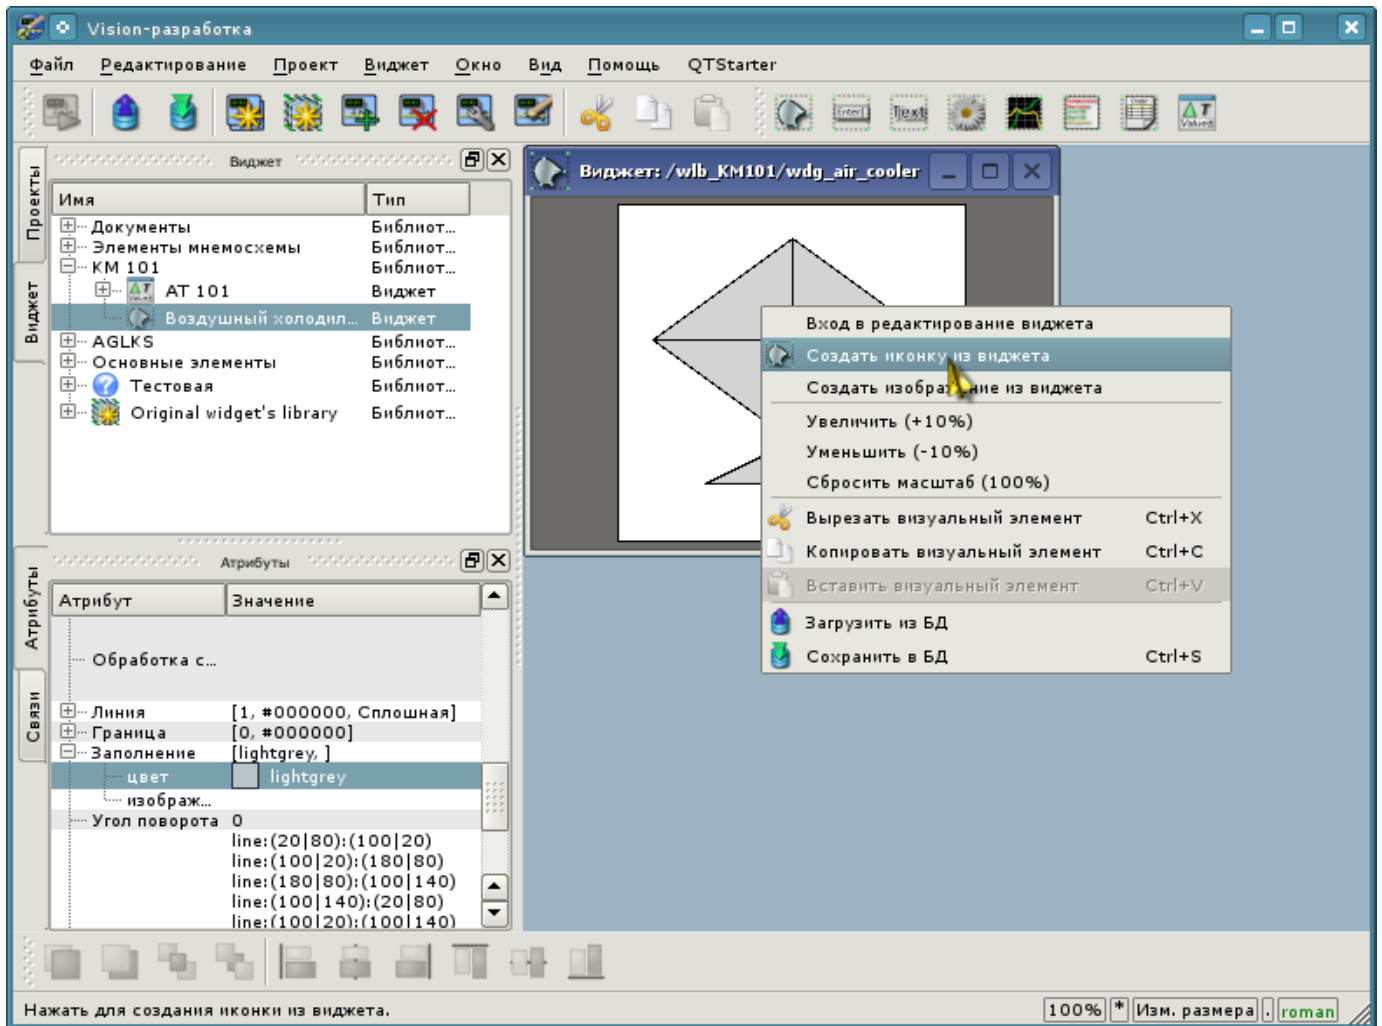 Vision-разработка
Файл Редактирование Проект Виджет Окно Вид Помощь QTStarter
Виджет
Проекты
Виджет
Имя Тип
Документы Библиот...
Элементы мнемосхемы Библиот...
КМ 101 Библиот...
АТ 101 Виджет
Воздушный холодил... Виджет
AGLKS Библиот...
Основные элементы Библиот...
Тестовая Библиот...
Original widget's library Библиот...
Атрибуты
Атрибуты
Связи
Атрибут Значение
Обработка с...
Линия [1, #000000, Сплошная]
Граница [0, #000000]
Заполнение [lightgrey, ]
цвет lightgrey
изображ...
Угол поворота 0
line:(20|80):(100|20)
line:(100|20):(180|80)
line:(180|80):(100|140)
line:(100|140):(20|80)
line:(100|20):(100|140)
Виджет: /wlb_KM101/wdg_air_cooler
Вход в редактирование виджета
Создать иконку из виджета
Создать изображение из виджета
Увеличить (+10%)
Уменьшить (-10%)
Сбросить масштаб (100%)
Вырезать визуальный элемент Ctrl+X
Копировать визуальный элемент Ctrl+C
Вставить визуальный элемент Ctrl+V
Загрузить из БД
Сохранить в БД Ctrl+S
Нажать для создания иконки из виджета.
100% * Изм. размера . roman